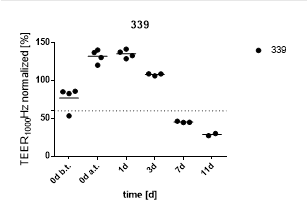 339
TEER1000Hz normalized [%]
150
100
50
0
0d b.t.
0d a.t.
1d
3d
7d
11d
time [d]
339